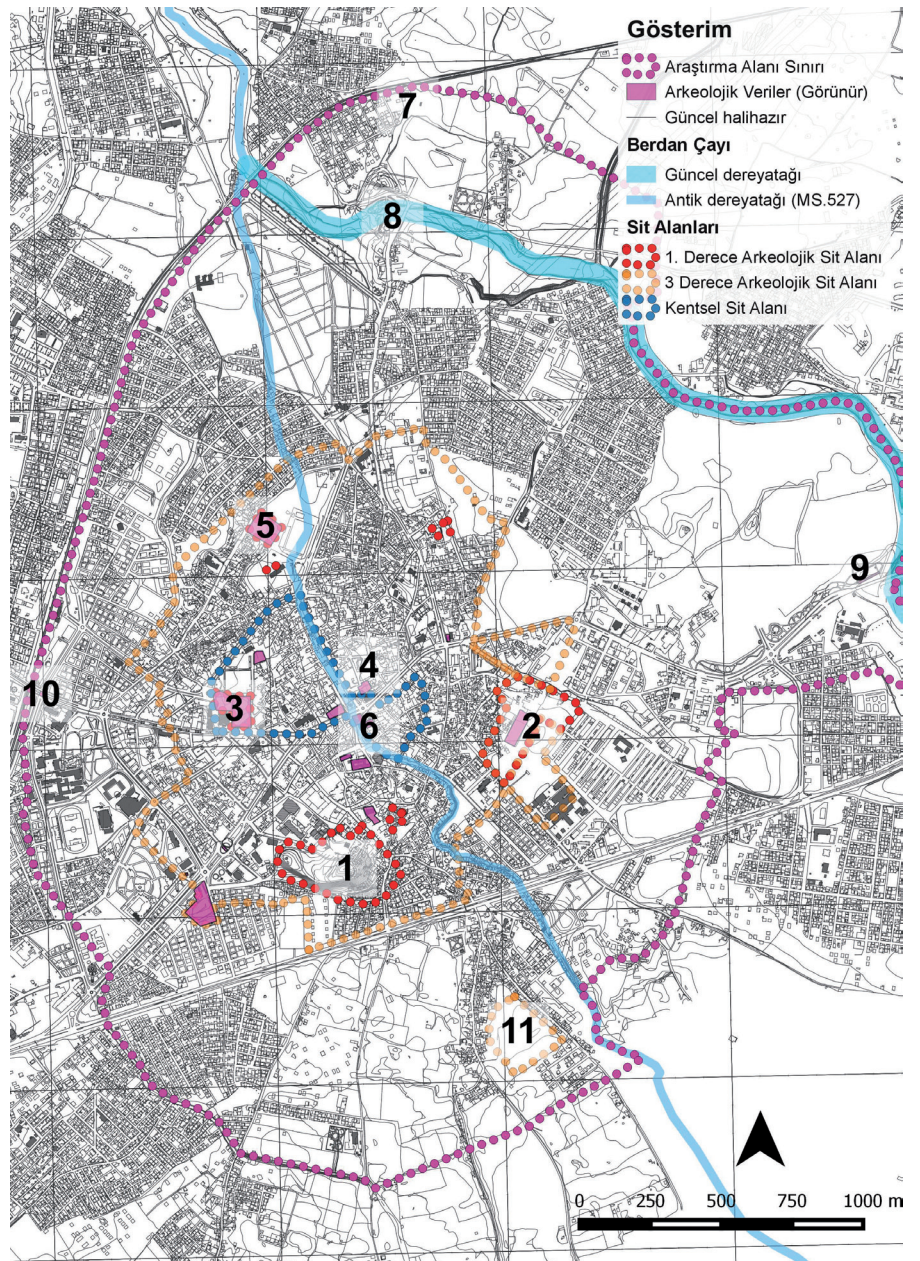 Gösterim
Araştırma Alanı Sınırı
Arkeolojik Veriler (Görünür)
Güncel halihazır
Berdan Çayı
Güncel dereyatağı
Antik dereyatağı (MS.527)
Sit Alanları
1. Derece Arkeolojik Sit Alanı
3 Derece Arkeolojik Sit Alanı
Kentsel Sit Alanı
7
8
5
9
4
10
3
6
2
1
11
0 250 500 750 1000 m